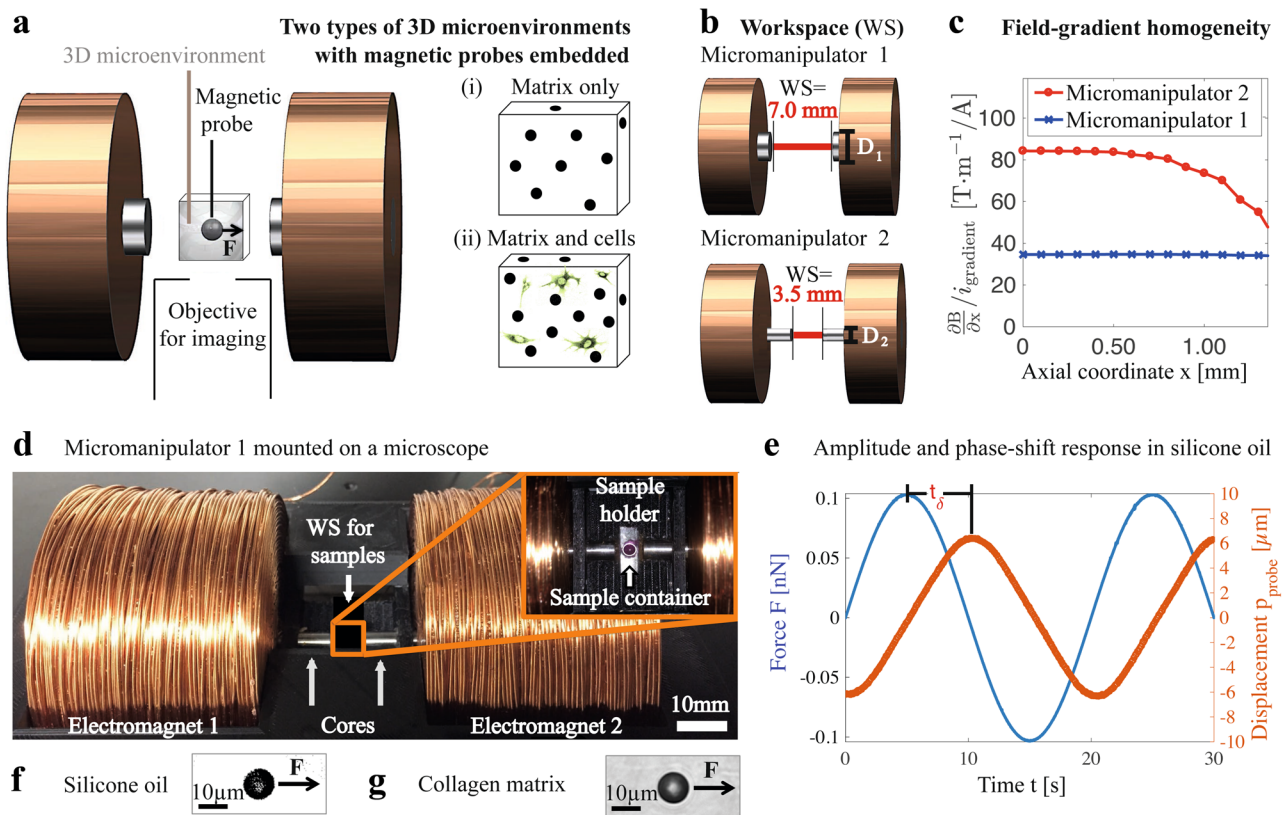 a
Two types of 3D microenvironments
with magnetic probes embedded
3D microenvironment
Magnetic
probe
F
Objective
for imaging
(i) Matrix only
(ii) Matrix and cells
b
Workspace (WS)
Micromanipulator 1
WS=
7.0 mm
D1
Micromanipulator 2
WS=
3.5 mm
D2
c
Field-gradient homogeneity
Micromanipulator 2
Micromanipulator 1
100
80
60
40
20
0
∂B/∂x/i_gradient [T·m⁻¹/A]
0 0.50 1.00
Axial coordinate x [mm]
d Micromanipulator 1 mounted on a microscope
WS for
samples
Sample
holder
Sample container
Electromagnet 1
Cores
Electromagnet 2
10mm
e Amplitude and phase-shift response in silicone oil
tδ
0.1
0.05
0
-0.05
-0.1
Force F [nN]
10
8
6
4
2
0
-2
-4
-6
-8
-10
Displacement p_probe [µm]
0 10 20 30
Time t [s]
f Silicone oil
F
10µm
g Collagen matrix
F
10µm